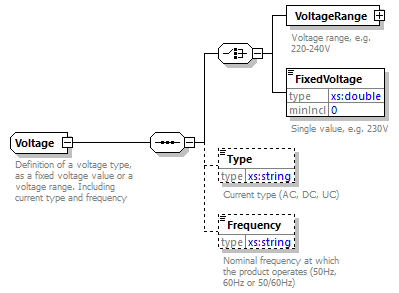 VoltageRange
Voltage range, e.g.
220-240V
FixedVoltage
type xs:double
minIncl 0
Single value, e.g. 230V
Voltage
Definition of a voltage type,
as a fixed voltage value or a
voltage range. Including
current type and frequency
Type
type xs:string
Current type (AC, DC, UC)
Frequency
type xs:string
Nominal frequency at which
the product operates (50Hz,
60Hz or 50/60Hz)